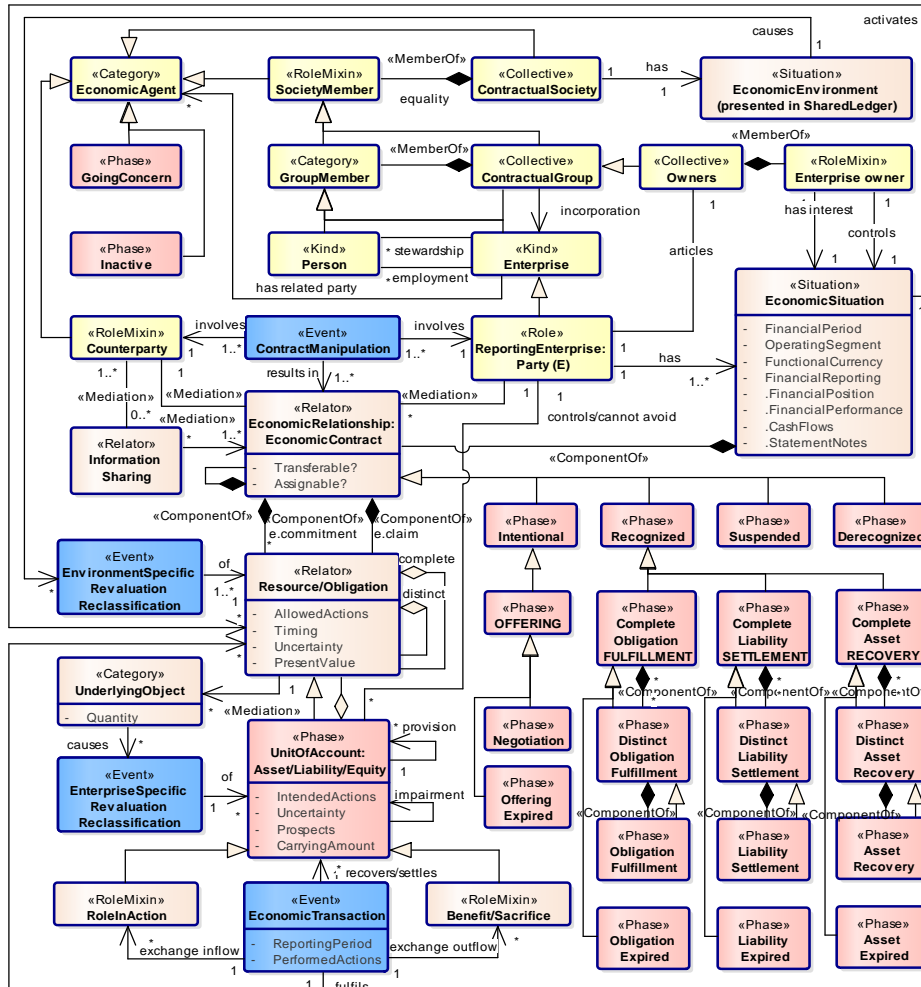 causes
activates
«Category»
EconomicAgent
«RoleMixin»
SocietyMember
«MemberOf»
equality
«Collective»
ContractualSociety
1
has
1
1
«Situation»
EconomicEnvironment
(presented in SharedLedger)
*
«Phase»
GoingConcern
«Category»
GroupMember
«MemberOf»
«Collective»
ContractualGroup
«Collective»
Owners
«MemberOf»
«RoleMixin»
Enterprise owner
1
1
1
has interest
controls
incorporation
«Phase»
Inactive
«Kind»
Person
* stewardship
*employment
«Kind»
Enterprise
has related party
articles
1
1
«Situation»
EconomicSituation
- FinancialPeriod
- OperatingSegment
- FunctionalCurrency
- FinancialReporting
- .FinancialPosition
- .FinancialPerformance
- .CashFlows
- .StatementNotes
1
«RoleMixin»
Counterparty
involves
1..*
«Event»
ContractManipulation
involves
1..*
1
«Role»
ReportingEnterprise:
Party (E)
1
1
has
1..*
1..*
1
«Mediation»
results in
1..*
«Mediation»
*
1
1
controls/cannot avoid
«Mediation»
0..*
«Mediation»
1..*
*
«Relator»
Information
Sharing
«Relator»
EconomicRelationship:
EconomicContract
- Transferable?
- Assignable?
«ComponentOf»
«ComponentOf»
*
«ComponentOf»
e.commitment
e.claim
«Phase»
Intentional
«Phase»
Recognized
«Phase»
Suspended
«Phase»
Derecognized
«Event»
EnvironmentSpecific
Revaluation
Reclassification
*
of
1..*
1
*
*
«Relator»
Resource/Obligation
- AllowedActions
- Timing
- Uncertainty
- PresentValue
complete
distinct
«Phase»
OFFERING
«Phase»
Complete
Obligation
FULFILLMENT
«Phase»
Complete
Liability
SETTLEMENT
«Phase»
Complete
Asset
RECOVERY
«Category»
UnderlyingObject
- Quantity
1
*
«Mediation»
*
causes
*
«Phase»
UnitOfAccount:
Asset/Liability/Equity
- IntendedActions
- Uncertainty
- Prospects
- CarryingAmount
* provision
1
impairment
«Phase»
Negotiation
«Phase»
Offering
Expired
«ComponentOf»
*
«ComponentOf»
*
«ComponentOf»
*
«Phase»
Distinct
Obligation
Fulfillment
«Phase»
Distinct
Liability
Settlement
«Phase»
Distinct
Asset
Recovery
«Event»
EnterpriseSpecific
Revaluation
Reclassification
of
1
*
«ComponentOf»
«ComponentOf»
«ComponentOf»
«Phase»
Obligation
Fulfillment
«Phase»
Liability
Settlement
«Phase»
Asset
Recovery
«RoleMixin»
RoleInAction
* recovers/settles
«Event»
EconomicTransaction
- ReportingPeriod
- PerformedActions
«RoleMixin»
Benefit/Sacrifice
*
exchange inflow
1
exchange outflow
*
1
1
fulfils
«Phase»
Obligation
Expired
«Phase»
Liability
Expired
«Phase»
Asset
Expired